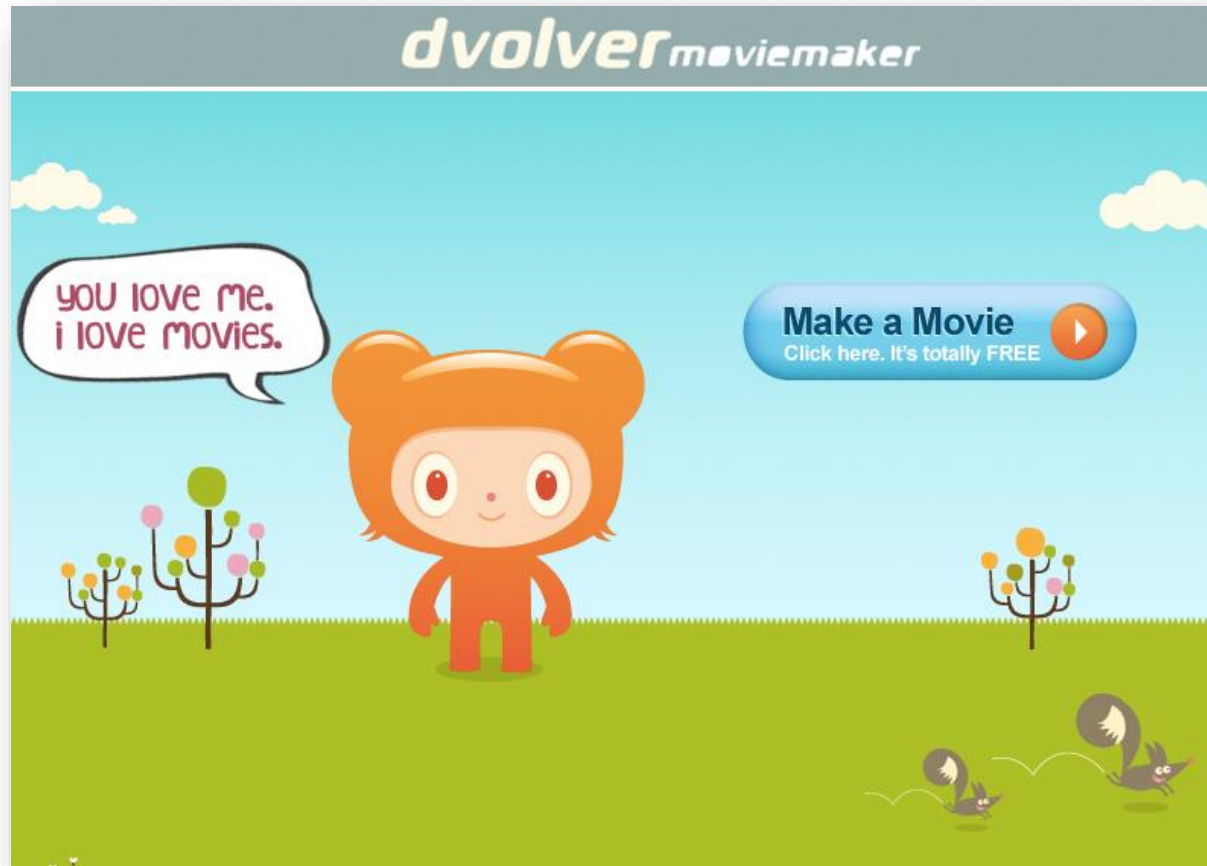 dvolver moviemaker
you love me.
i love movies.
Make a Movie
Click here. It's totally FREE